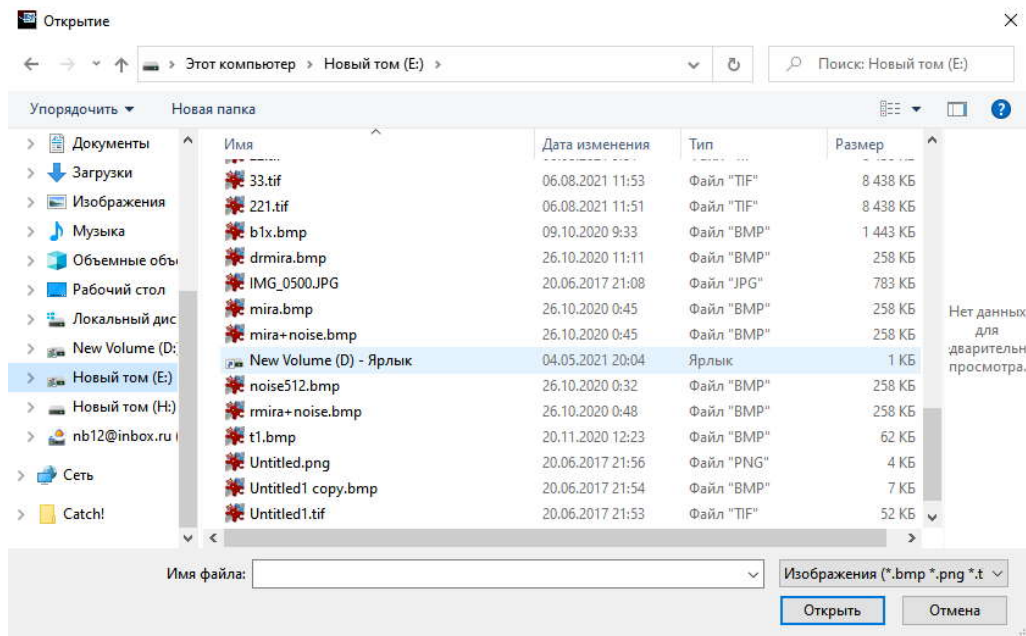 Открытие
Этот компьютер > Новый том (E:) >
Поиск: Новый том (E:)
Упорядочить
Новая папка
Имя Дата изменения Тип Размер
Документы
Загрузки
Изображения
Музыка
Объемные объ
Рабочий стол
Локальный дис
New Volume (D:
Новый том (E:)
Новый том (H:)
nb12@inbox.ru (
Сеть
Catch!
33.tif 06.08.2021 11:53 Файл "TIF" 8 438 КБ
221.tif 06.08.2021 11:51 Файл "TIF" 8 438 КБ
b1x.bmp 09.10.2020 9:33 Файл "BMP" 1 443 КБ
drmira.bmp 26.10.2020 11:11 Файл "BMP" 258 КБ
IMG_0500.JPG 20.06.2017 21:08 Файл "JPG" 783 КБ
mira.bmp 26.10.2020 0:45 Файл "BMP" 258 КБ
mira+noise.bmp 26.10.2020 0:45 Файл "BMP" 258 КБ
New Volume (D) - Ярлык 04.05.2021 20:04 Ярлык 1 КБ
noise512.bmp 26.10.2020 0:32 Файл "BMP" 258 КБ
rmira+noise.bmp 26.10.2020 0:48 Файл "BMP" 258 КБ
t1.bmp 20.11.2020 12:23 Файл "BMP" 62 КБ
Untitled.png 20.06.2017 21:56 Файл "PNG" 4 КБ
Untitled1 copy.bmp 20.06.2017 21:54 Файл "BMP" 7 КБ
Untitled1.tif 20.06.2017 21:53 Файл "TIF" 52 КБ
Нет данных
для
дварительн
просмотра.
Имя файла:
Изображения (*.bmp *.png *.t
Открыть
Отмена